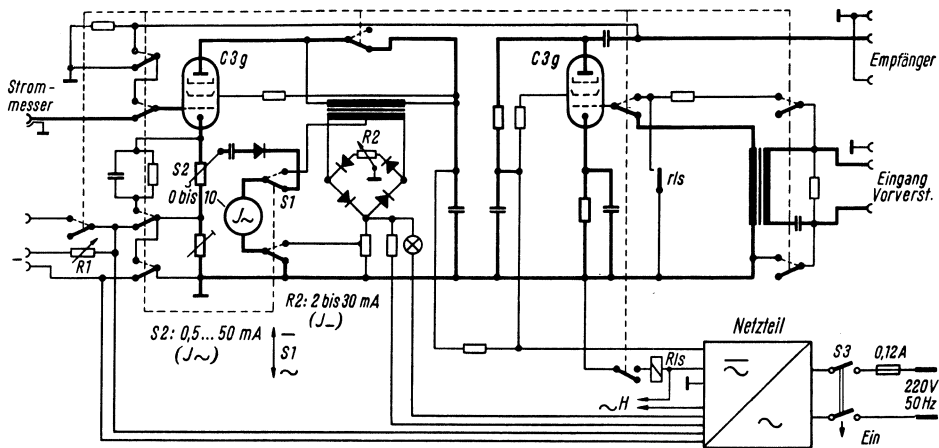 C3g
C3g
Empfänger
Strom-
messer
R2
S2
0 bis 10
J~
S1
rls
Eingang
Vorverst.
–
R1
R2: 2 bis 30 mA
(J–)
S2: 0,5...50 mA
(J~)
–
S1
~
Netzteil
Rls
S3
0,12A
220V
50Hz
~H
~
Ein